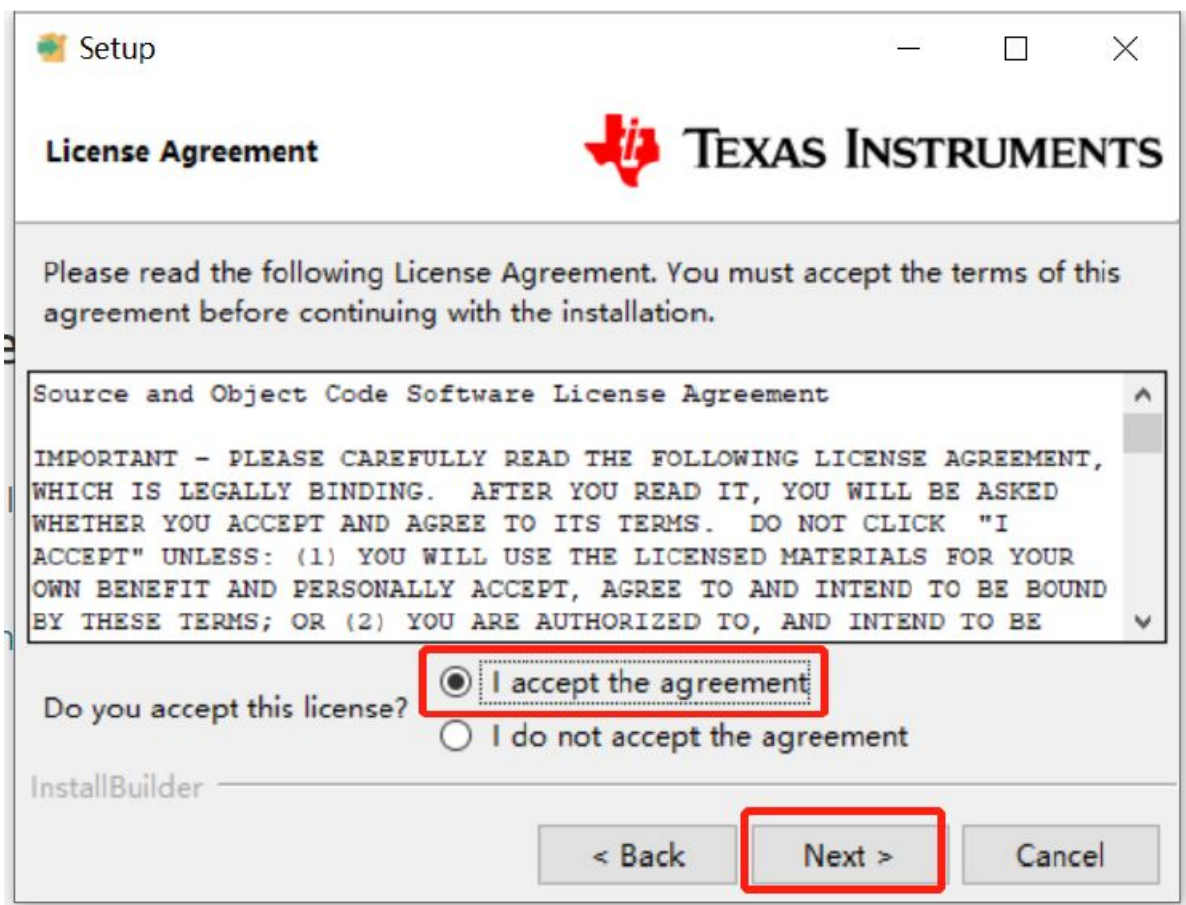 Setup
License Agreement
TEXAS INSTRUMENTS
Please read the following License Agreement. You must accept the terms of this
agreement before continuing with the installation.
Source and Object Code Software License Agreement
IMPORTANT - PLEASE CAREFULLY READ THE FOLLOWING LICENSE AGREEMENT,
WHICH IS LEGALLY BINDING.  AFTER YOU READ IT, YOU WILL BE ASKED
WHETHER YOU ACCEPT AND AGREE TO ITS TERMS.  DO NOT CLICK  "I
ACCEPT" UNLESS: (1) YOU WILL USE THE LICENSED MATERIALS FOR YOUR
OWN BENEFIT AND PERSONALLY ACCEPT, AGREE TO AND INTEND TO BE BOUND
BY THESE TERMS; OR (2) YOU ARE AUTHORIZED TO, AND INTEND TO BE
Do you accept this license?
I accept the agreement
I do not accept the agreement
InstallBuilder
< Back
Next >
Cancel